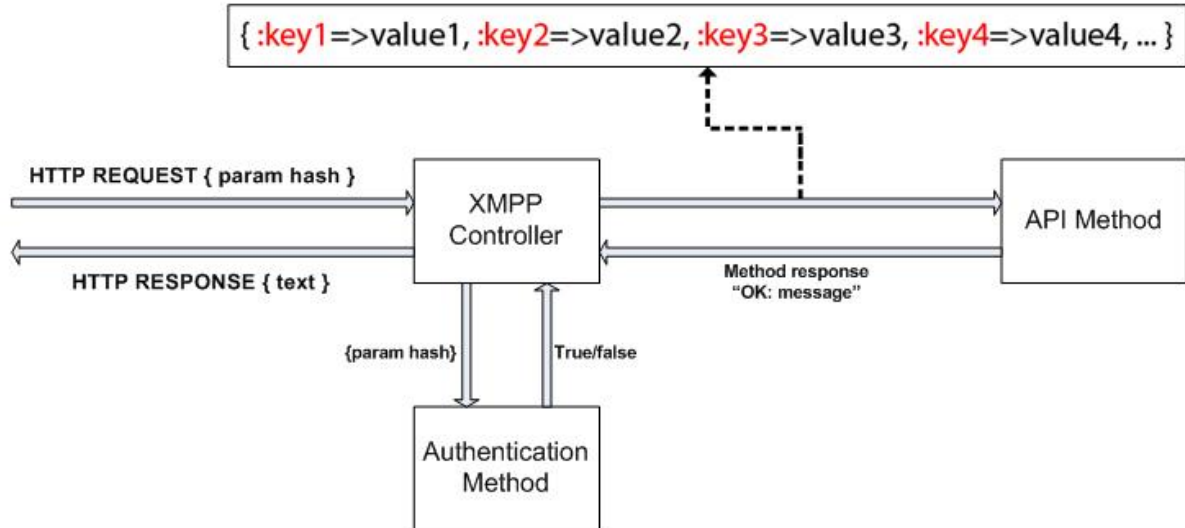 { :key1=>value1, :key2=>value2, :key3=>value3, :key4=>value4, ... }
HTTP REQUEST { param hash }
XMPP
Controller
API Method
HTTP RESPONSE { text }
Method response
“OK: message”
{param hash}
True/false
Authentication
Method